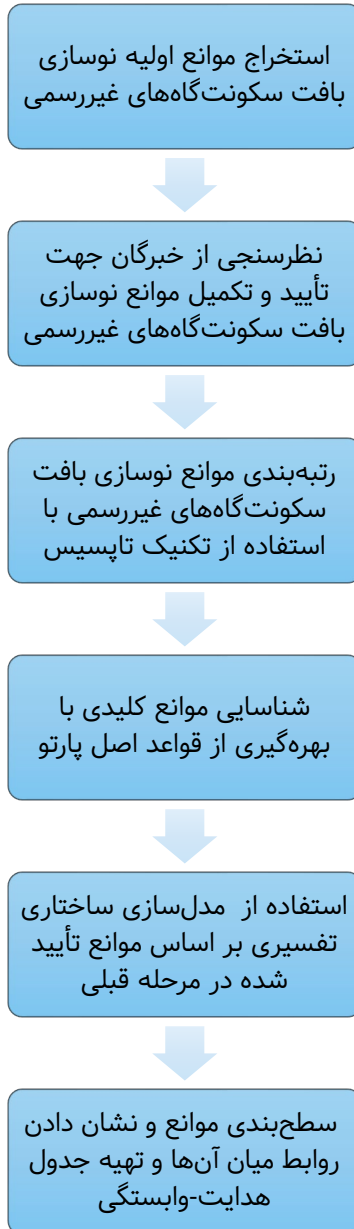 استخراج موانع اولیه نوسازی
بافت سکونت‌گاه‌های غیررسمی
نظرسنجی از خبرگان جهت
تأیید و تکمیل موانع نوسازی
بافت سکونت‌گاه‌های غیررسمی
رتبه‌بندی موانع نوسازی بافت
سکونت‌گاه‌های غیررسمی با
استفاده از تکنیک تاپسیس
شناسایی موانع کلیدی با
بهره‌گیری از قواعد اصل پارتو
استفاده از  مدل‌سازی ساختاری
تفسیری بر اساس موانع تأیید
شده در مرحله قبلی
سطح‌بندی موانع و نشان دادن
روابط میان آن‌ها و تهیه جدول
هدایت-وابستگی